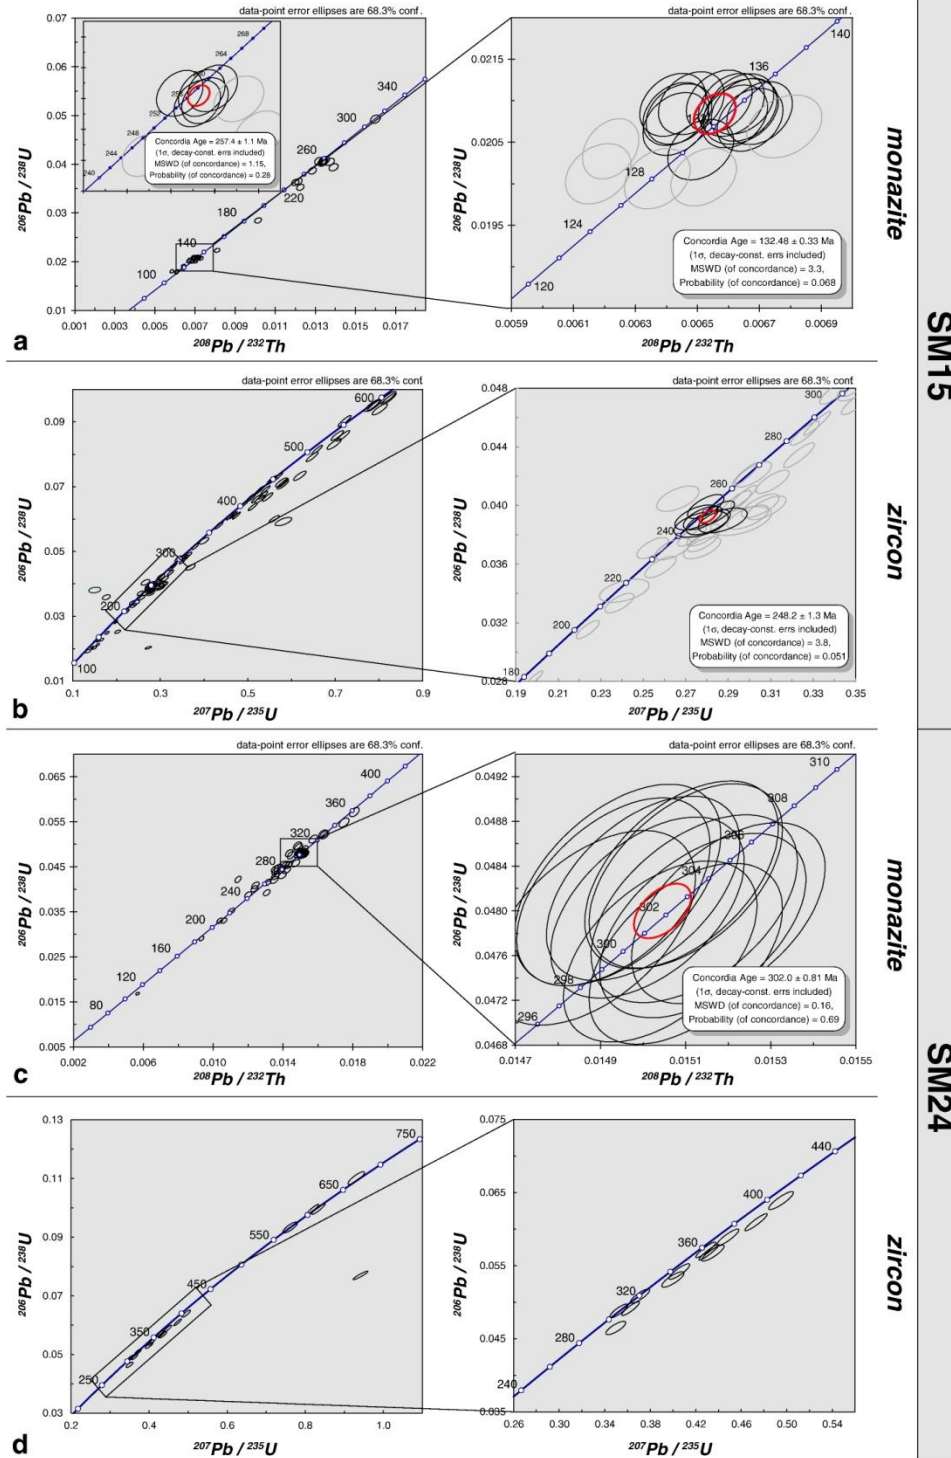 data-point error ellipses are 68.3% conf.
0.07
0.06
0.05
0.04
0.03
0.02
0.01
206Pb / 238U
0.001 0.003 0.005 0.007 0.009 0.011 0.013 0.015 0.017
208Pb / 232Th
100
140
180
220
260
300
340
240
244
248
252
264
268
Concordia Age = 257.4 ± 1.1 Ma
(1σ, decay-const. errs included)
MSWD (of concordance) = 1.15,
Probability (of concordance) = 0.28
a
data-point error ellipses are 68.3% conf.
0.0215
0.0205
0.0195
206Pb / 238U
0.0059 0.0061 0.0063 0.0065 0.0067 0.0069
208Pb / 232Th
120
124
128
136
140
Concordia Age = 132.48 ± 0.33 Ma
(1σ, decay-const. errs included)
MSWD (of concordance) = 3.3,
Probability (of concordance) = 0.068
monazite
data-point error ellipses are 68.3% conf.
0.09
0.07
0.05
0.03
0.01
206Pb / 238U
0.1 0.3 0.5 0.7 0.9
207Pb / 235U
100
200
300
400
500
600
b
data-point error ellipses are 68.3% conf.
0.048
0.044
0.040
0.036
0.032
0.028
206Pb / 238U
0.19 0.21 0.23 0.25 0.27 0.29 0.31 0.33 0.35
207Pb / 235U
180
200
220
240
260
280
300
Concordia Age = 248.2 ± 1.3 Ma
(1σ, decay-const. errs included)
MSWD (of concordance) = 3.8,
Probability (of concordance) = 0.051
zircon
SM15
data-point error ellipses are 68.3% conf.
0.065
0.055
0.045
0.035
0.025
0.015
0.005
206Pb / 238U
0.002 0.006 0.010 0.014 0.018 0.022
208Pb / 232Th
80
120
160
200
240
280
320
360
400
c
data-point error ellipses are 68.3% conf.
0.0492
0.0488
0.0484
0.0480
0.0476
0.0472
0.0468
206Pb / 238U
0.0147 0.0149 0.0151 0.0153 0.0155
208Pb / 232Th
296
298
300
302
304
306
308
310
Concordia Age = 302.0 ± 0.81 Ma
(1σ, decay-const. errs included)
MSWD (of concordance) = 0.16,
Probability (of concordance) = 0.69
monazite
0.13
0.11
0.09
0.07
0.05
0.03
206Pb / 238U
0.2 0.4 0.6 0.8 1.0
207Pb / 235U
250
350
450
550
650
750
d
0.075
0.065
0.055
0.045
0.035
206Pb / 238U
0.26 0.30 0.34 0.38 0.42 0.46 0.50 0.54
207Pb / 235U
240
280
320
360
400
440
zircon
SM24